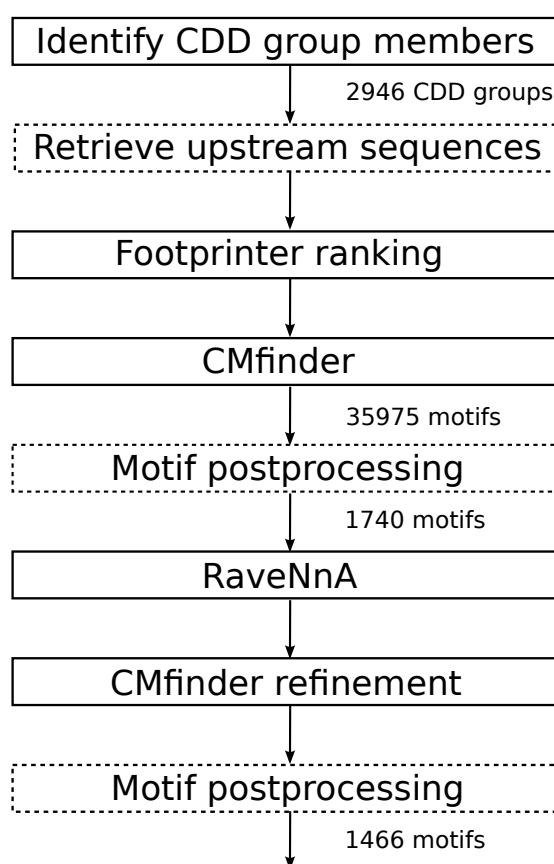 Identify CDD group members
2946 CDD groups
Retrieve upstream sequences
Footprinter ranking
CMfinder
35975 motifs
Motif postprocessing
1740 motifs
RaveNnA
CMfinder refinement
Motif postprocessing
1466 motifs